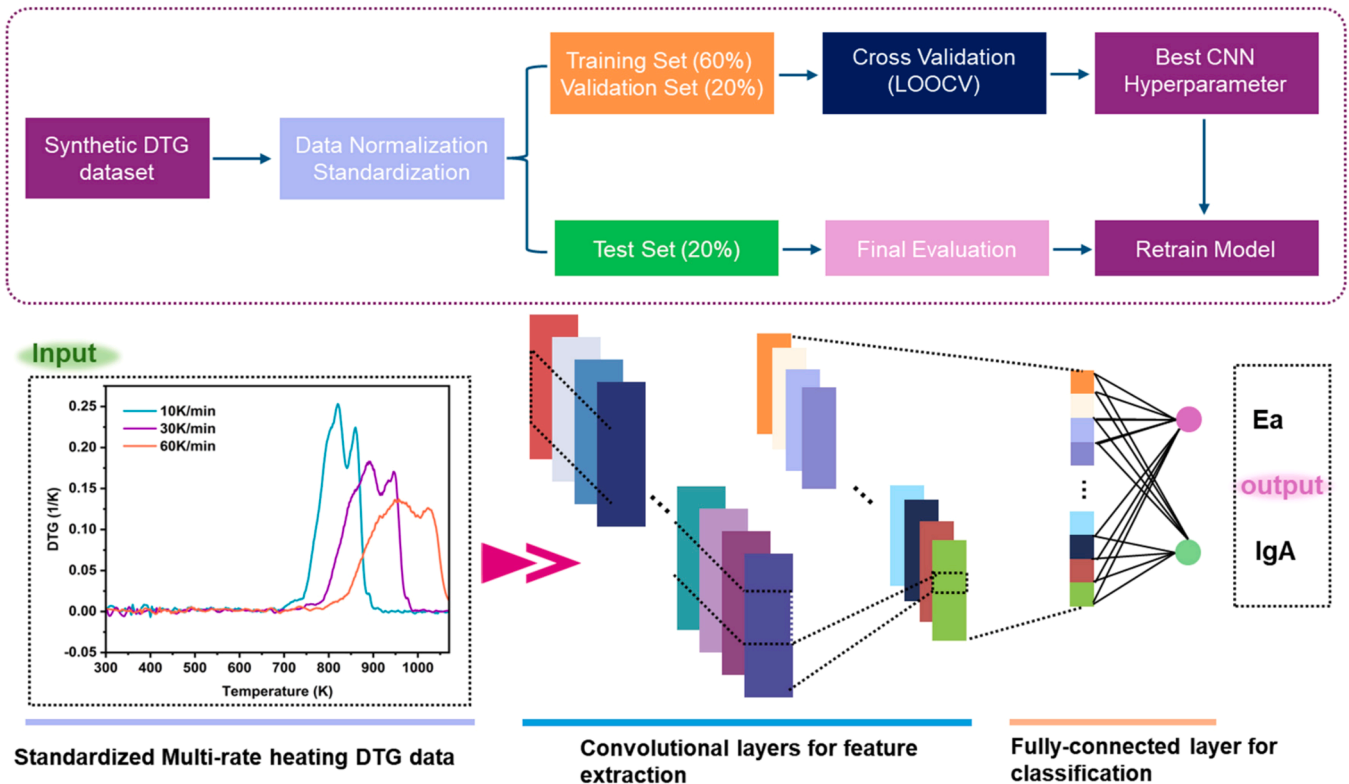 Synthetic DTG
dataset
Data Normalization
Standardization
Training Set (60%)
Validation Set (20%)
Cross Validation
(LOOCV)
Best CNN
Hyperparameter
Test Set (20%)
Final Evaluation
Retrain Model
Input
10K/min
30K/min
60K/min
0.25
0.20
0.15
0.10
0.05
0.00
-0.05
DTG (1/K)
300 400 500 600 700 800 900 1000
Temperature (K)
Ea
output
lgA
Standardized Multi-rate heating DTG data
Convolutional layers for feature
extraction
Fully-connected layer for
classification